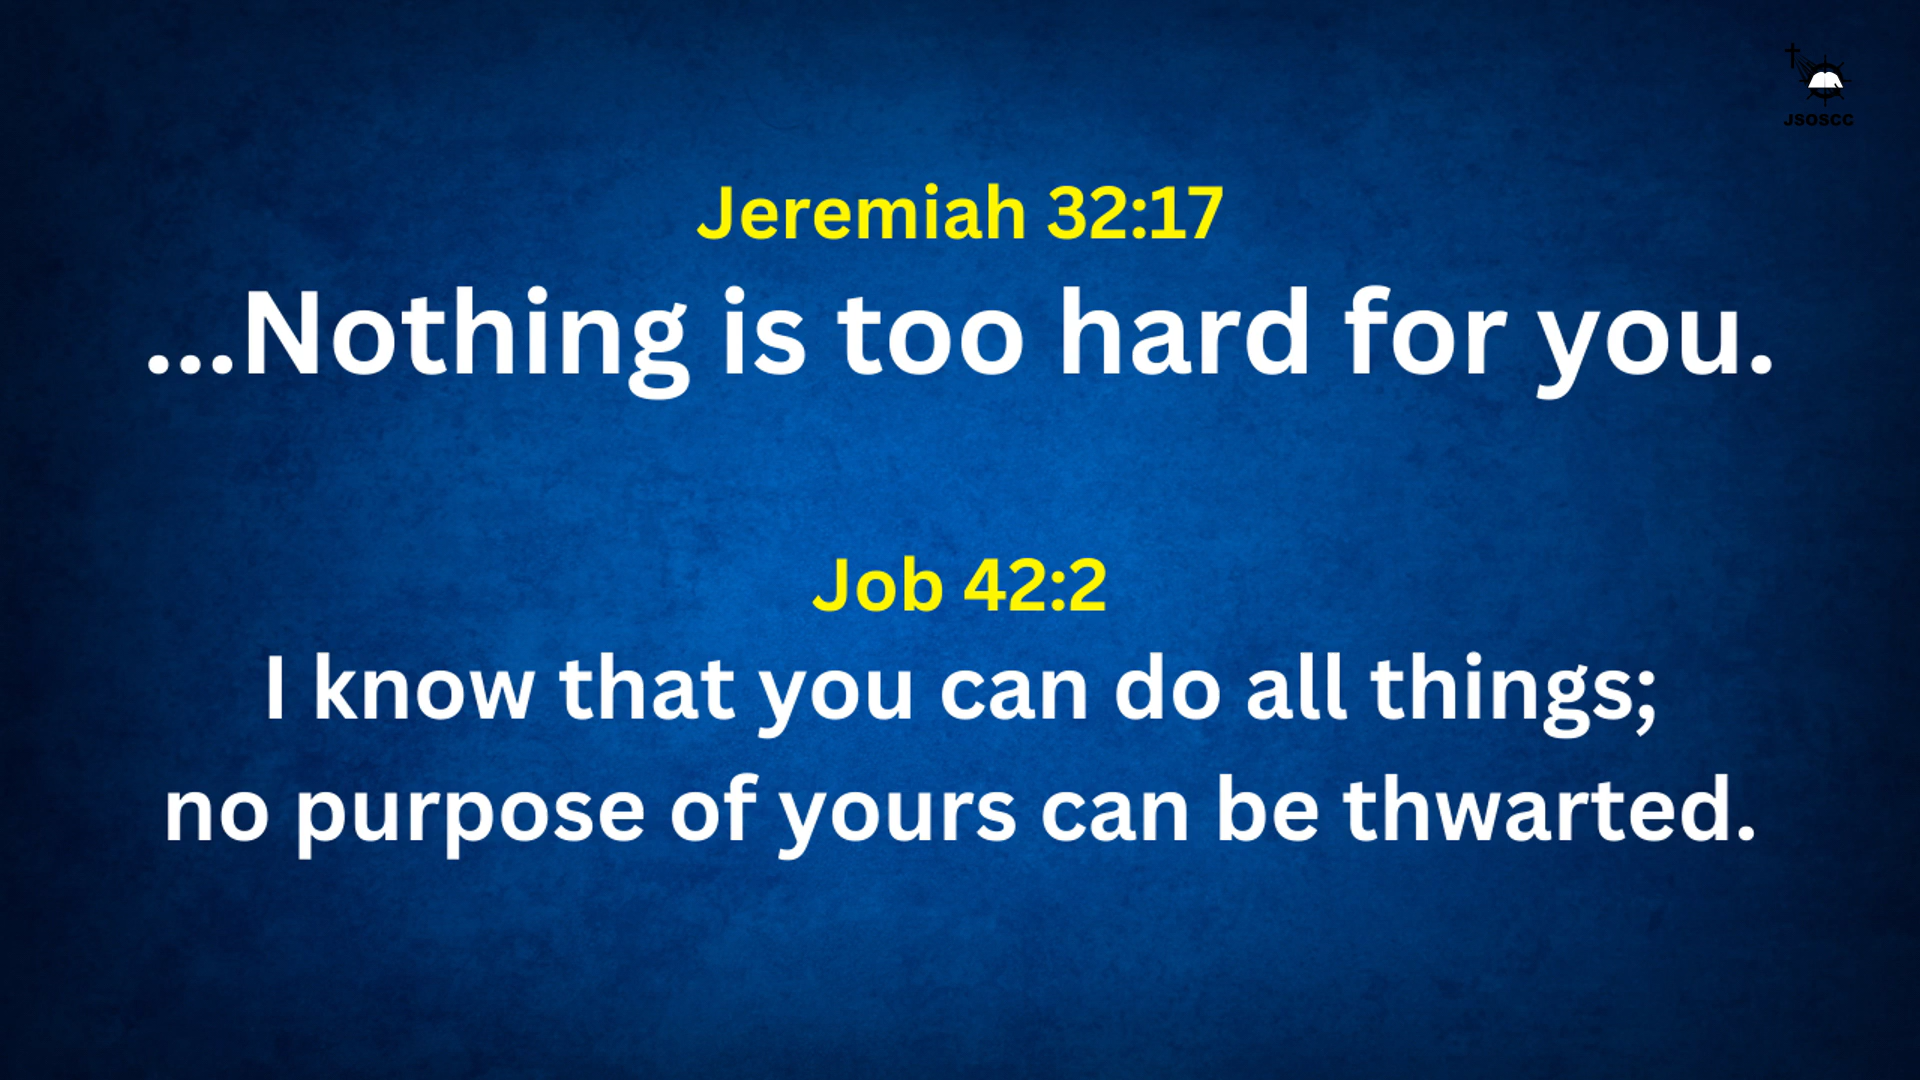 JSOSCC
Jeremiah 32:17
...Nothing is too hard for you.
Job 42:2
I know that you can do all things;
no purpose of yours can be thwarted.